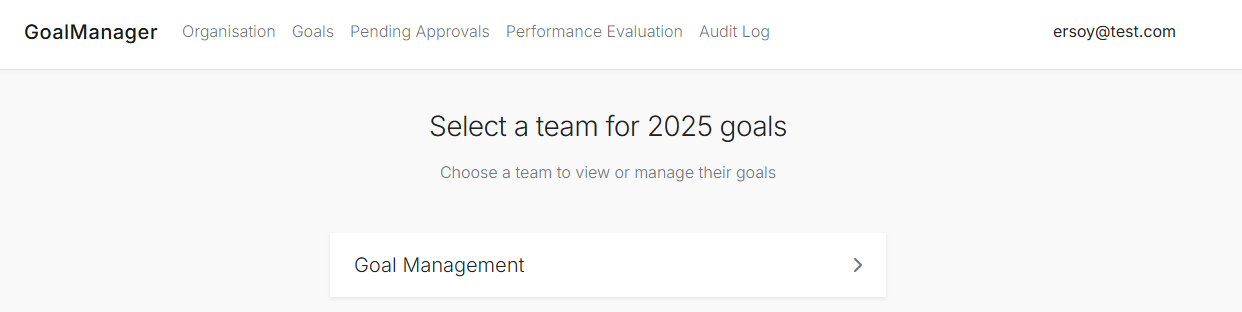 GoalManager Organisation Goals Pending Approvals Performance Evaluation Audit Log ersoy@test.com
Select a team for 2025 goals
Choose a team to view or manage their goals
Goal Management